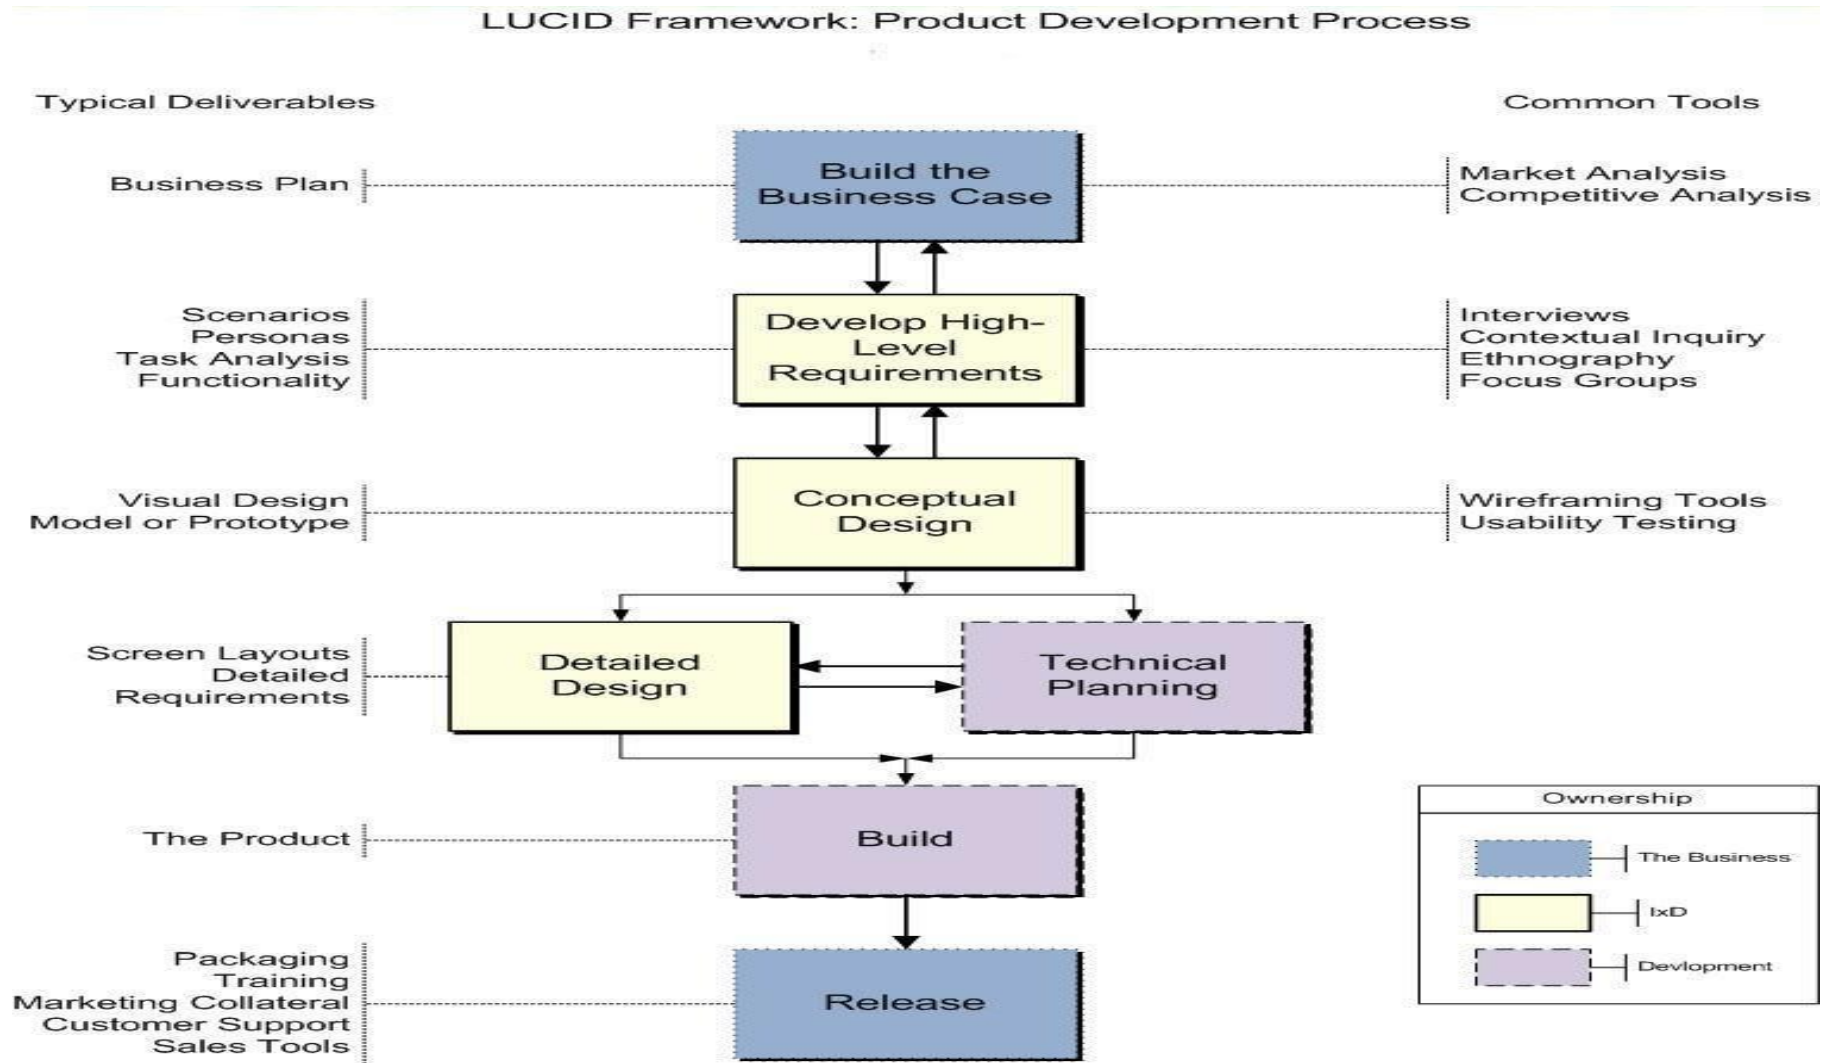 LUCID Framework: Product Development Process
Typical Deliverables
Common Tools
Business Plan
Build the
Business Case
Market Analysis
Competitive Analysis
Scenarios
Personas
Task Analysis
Functionality
Develop High-
Level
Requirements
Interviews
Contextual Inquiry
Ethnography
Focus Groups
Visual Design
Model or Prototype
Conceptual
Design
Wireframing Tools
Usability Testing
Screen Layouts
Detailed
Requirements
Detailed
Design
Technical
Planning
The Product
Build
Ownership
The Business
IxD
Devlopment
Packaging
Training
Marketing Collateral
Customer Support
Sales Tools
Release